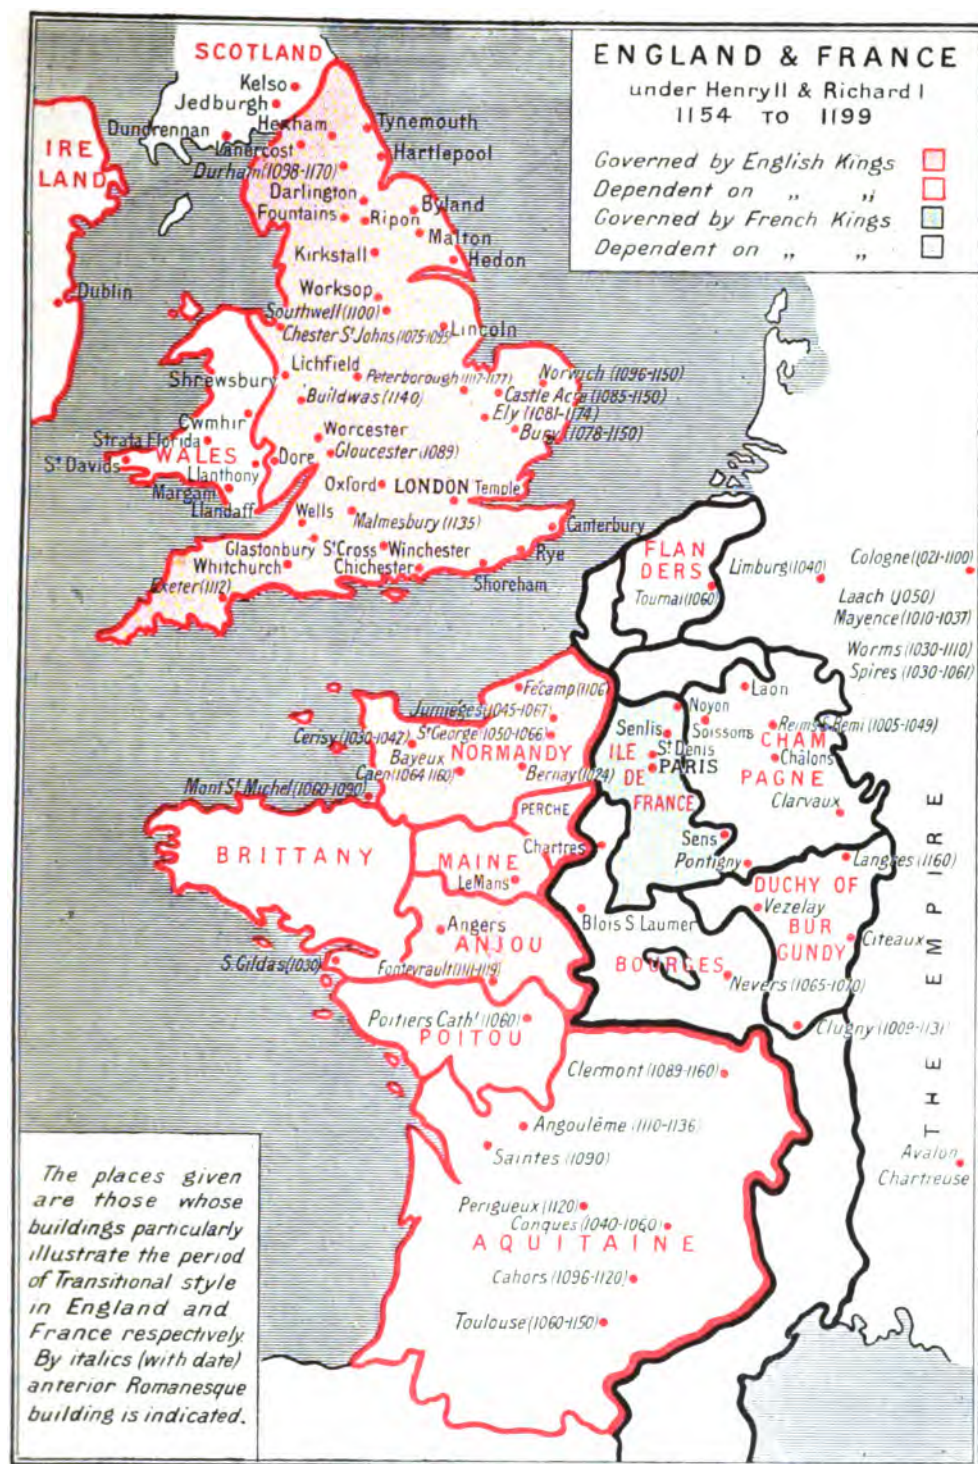 ENGLAND & FRANCE
under Henry II & Richard I
1154 TO 1199
Governed by English Kings
Dependent on „ „
Governed by French Kings
Dependent on „ „
SCOTLAND
Kelso
Jedburgh
Dundrennan
Hexham
Tynemouth
Lanercost
Hartlepool
Durham (1098-1170)
IRE
LAND
Darlington
Byland
Fountains
Ripon
Malton
Kirkstall
Hedon
Dublin
Worksop
Southwell (1100)
Chester St Johns (1075-1095)
Lincoln
Lichfield
Shrewsbury
Peterborough (1117-1177)
Norwich (1096-1150)
Buildwas (1140)
Castle Acre (1085-1150)
Ely (1081-1174)
Cwmhir
Bury (1078-1150)
Worcester
Strata Florida
WALES
Gloucester (1089)
St Davids
Dore
Llanthony
Oxford
LONDON Temple
Margam
Llandaff
Wells
Malmesbury (1135)
Canterbury
Glastonbury
St Cross
Winchester
Rye
Whitchurch
Chichester
Shoreham
Exeter (1112)
FLAN
DERS
Tournai (1060)
Limburg (1040)
Cologne (1021-1100)
Laach (1050)
Mayence (1010-1037)
Worms (1030-1110)
Spires (1030-1061)
Fécamp (1106)
Laon
Jumièges (1045-1067)
Noyon
Cerisy (1030-1042)
St George (1050-1066)
Senlis
Soissons
Reims S. Remi (1005-1049)
NORMANDY
ILE
DE
FRANCE
St Denis
PARIS
CHAM
PAGNE
Châlons
Bayeux
Caen (1064-1160)
Bernay (1024)
Mont St Michel (1060-1090)
PERCHE
Clarvaux
Chartres
Sens
BRITTANY
MAINE
Le Mans
Pontigny
Langres (1160)
DUCHY OF
BUR
GUNDY
Vezelay
Blois S Laumer
Angers
ANJOU
Citeaux
S. Gildas (1030)
Fontevrault (1111-1119)
BOURGES
Nevers (1065-1070)
Poitiers Cath! (1060)
POITOU
Clugny (1009-1131)
THE EMPIRE
Clermont (1089-1160)
Angoulême (1110-1136)
Saintes (1090)
Avalon
Chartreuse
Perigueux (1120)
Conques (1040-1060)
AQUITAINE
Cahors (1096-1120)
Toulouse (1060-1150)
The places given
are those whose
buildings particularly
illustrate the period
of Transitional style
in England and
France respectively.
By italics (with date)
anterior Romanesque
building is indicated.